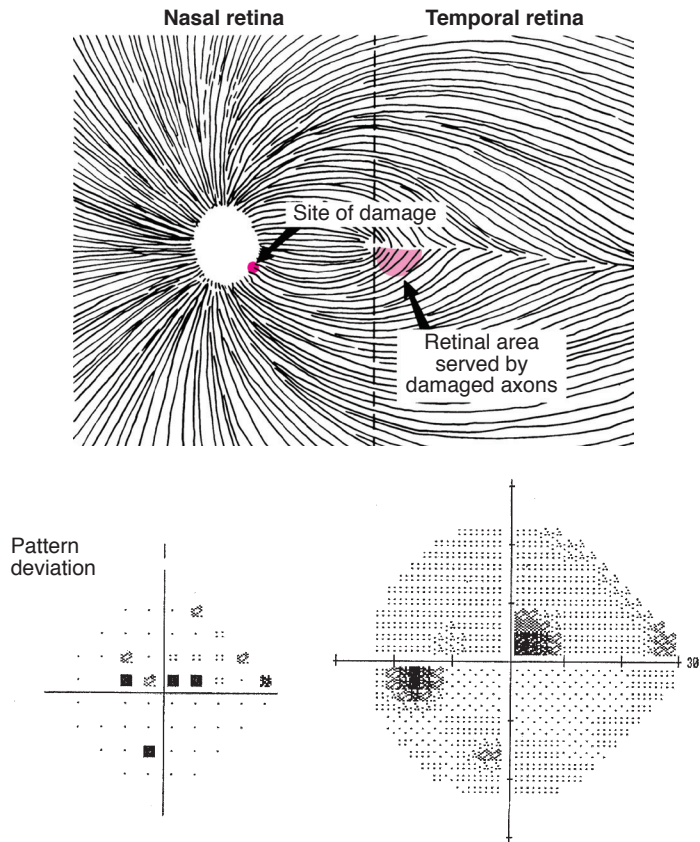 Nasal retina
Temporal retina
Site of damage
Retinal area
served by
damaged axons
Pattern
deviation
30